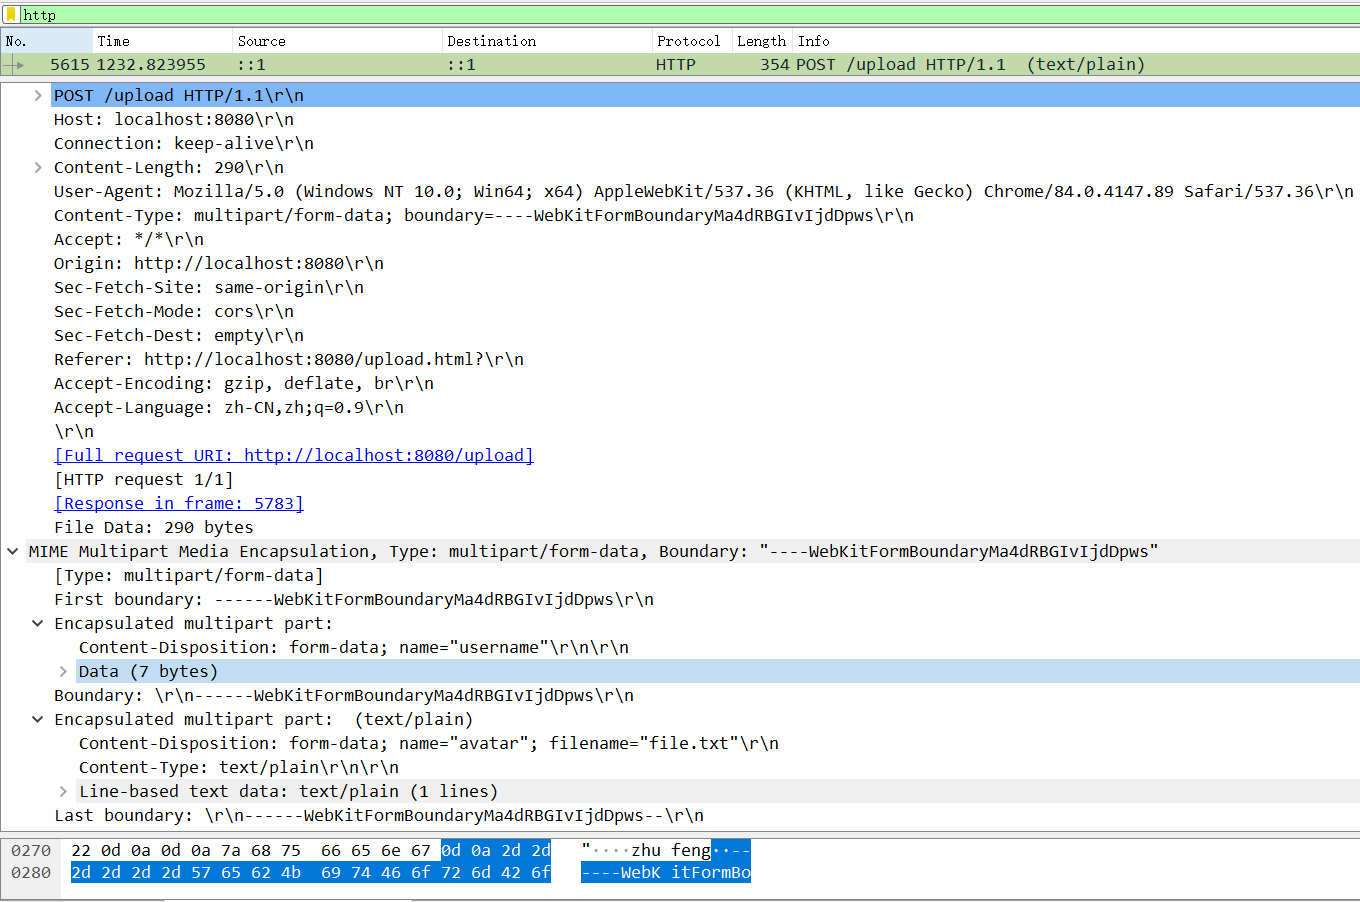 http
No. Time Source Destination Protocol Length Info
5615 1232.823955 ::1 ::1 HTTP 354 POST /upload HTTP/1.1 (text/plain)
POST /upload HTTP/1.1\r\n
Host: localhost:8080\r\n
Connection: keep-alive\r\n
Content-Length: 290\r\n
User-Agent: Mozilla/5.0 (Windows NT 10.0; Win64; x64) AppleWebKit/537.36 (KHTML, like Gecko) Chrome/84.0.4147.89 Safari/537.36\r\n
Content-Type: multipart/form-data; boundary=----WebKitFormBoundaryMa4dRBGIvIjdDpws\r\n
Accept: */*\r\n
Origin: http://localhost:8080\r\n
Sec-Fetch-Site: same-origin\r\n
Sec-Fetch-Mode: cors\r\n
Sec-Fetch-Dest: empty\r\n
Referer: http://localhost:8080/upload.html?\r\n
Accept-Encoding: gzip, deflate, br\r\n
Accept-Language: zh-CN,zh;q=0.9\r\n
\r\n
[Full request URI: http://localhost:8080/upload]
[HTTP request 1/1]
[Response in frame: 5783]
File Data: 290 bytes
MIME Multipart Media Encapsulation, Type: multipart/form-data, Boundary: "----WebKitFormBoundaryMa4dRBGIvIjdDpws"
[Type: multipart/form-data]
First boundary: ------WebKitFormBoundaryMa4dRBGIvIjdDpws\r\n
Encapsulated multipart part:
Content-Disposition: form-data; name="username"\r\n\r\n
Data (7 bytes)
Boundary: \r\n------WebKitFormBoundaryMa4dRBGIvIjdDpws\r\n
Encapsulated multipart part: (text/plain)
Content-Disposition: form-data; name="avatar"; filename="file.txt"\r\n
Content-Type: text/plain\r\n\r\n
Line-based text data: text/plain (1 lines)
Last boundary: \r\n------WebKitFormBoundaryMa4dRBGIvIjdDpws--\r\n
0270 22 0d 0a 0d 0a 7a 68 75 66 65 6e 67 0d 0a 2d 2d "····zhu feng··--
0280 2d 2d 2d 2d 57 65 62 4b 69 74 46 6f 72 6d 42 6f ----WebK itFormBo